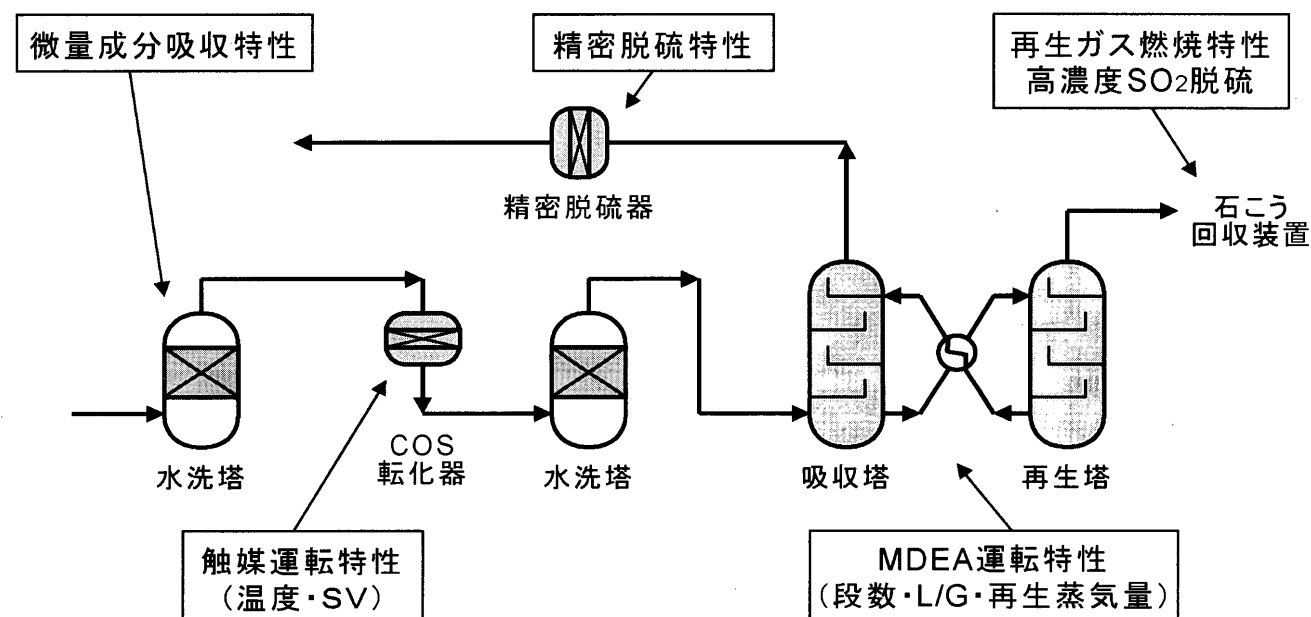 微量成分吸収特性
精密脱硫特性
再生ガス燃焼特性
高濃度SO2脱硫
精密脱硫器
石こう
回収装置
水洗塔
COS
転化器
水洗塔
吸収塔
再生塔
触媒運転特性
(温度・SV)
MDEA運転特性
(段数・L/G・再生蒸気量)